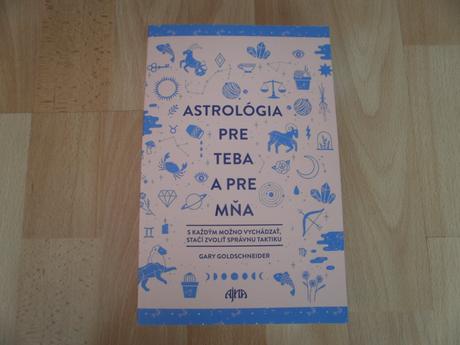 ASTROLÓGIA
PRE
TEBA
A PRE
MŇA
S KAŽDÝM MOŽNO VYCHÁDZAŤ,
STAČÍ ZVOLIŤ SPRÁVNU TAKTIKU
GARY GOLDSCHNEIDER